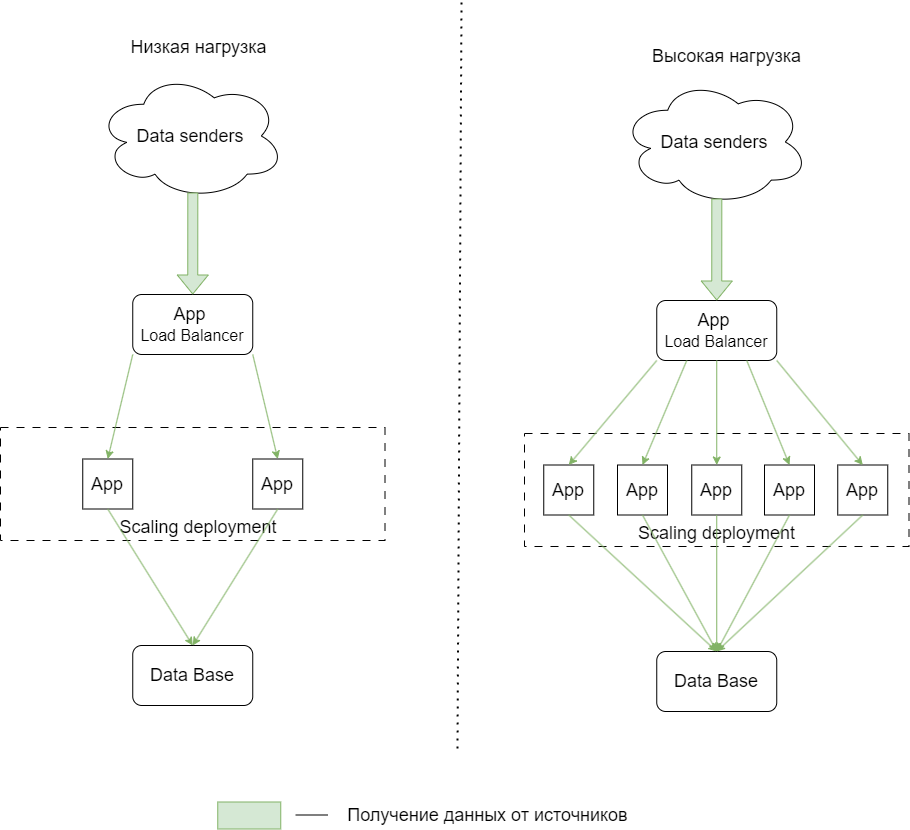 Низкая нагрузка
Data senders
App
Load Balancer
App
App
Scaling deployment
Data Base
Высокая нагрузка
Data senders
App
Load Balancer
App
App
App
App
App
Scaling deployment
Data Base
Получение данных от источников